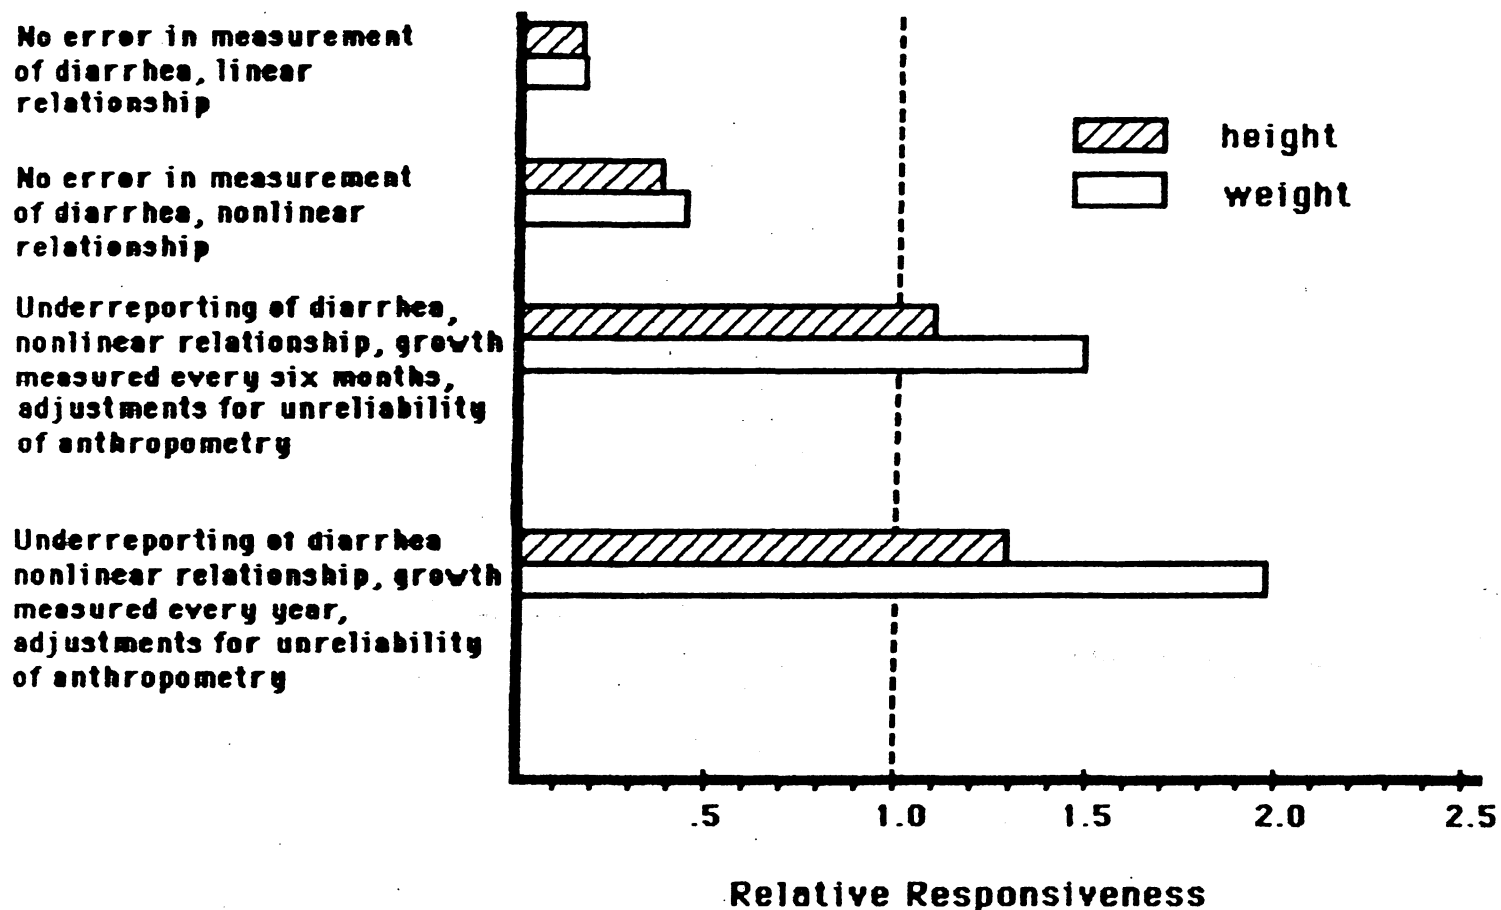 No error in measurement
of diarrhea, linear
relationship
No error in measurement
of diarrhea, nonlinear
relationship
Underreporting of diarrhea,
nonlinear relationship, growth
measured every six months,
adjustments for unreliability
of anthropometry
Underreporting of diarrhea
nonlinear relationship, growth
measured every year,
adjustments for unreliability
of anthropometry
height
weight
.5 1.0 1.5 2.0 2.5
Relative Responsiveness